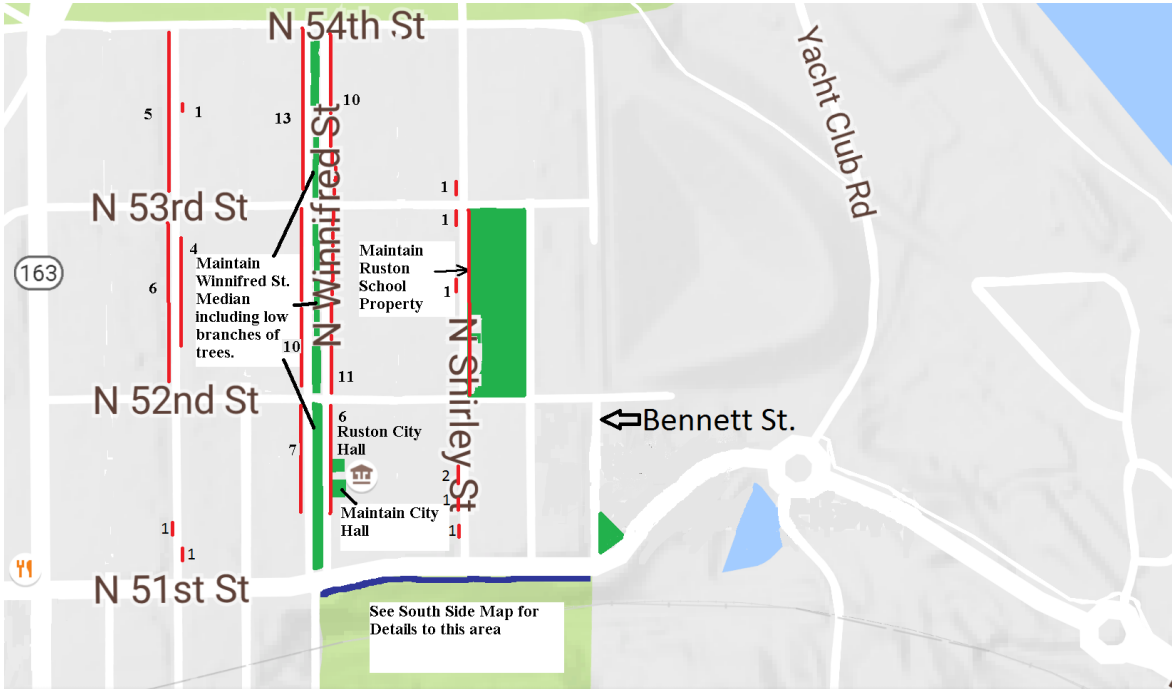 N 54th St
Yacht Club Rd
5
1
13
10
N Winnifred St
1
N 53rd St
1
4
Maintain
Winnifred St.
Median
including low
branches of
trees.
Maintain
Ruston
School
Property
163
6
1
10
11
N Shirley St
N 52nd St
6
Ruston City
Hall
Bennett St.
7
2
1
Maintain City
Hall
1
1
1
N 51st St
See South Side Map for
Details to this area